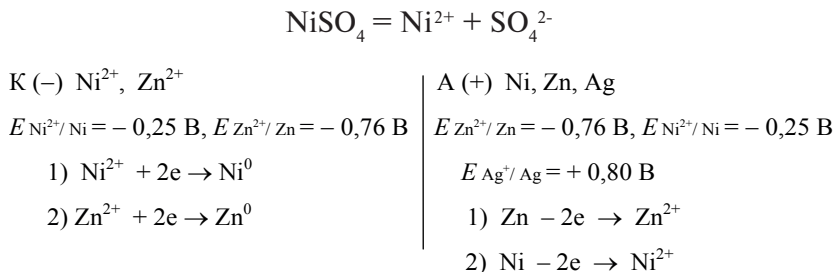 NiSO₄ = Ni²⁺ + SO₄²⁻
К (–) Ni²⁺, Zn²⁺
E Ni²⁺/ Ni = – 0,25 В, E Zn²⁺/ Zn = – 0,76 В
1) Ni²⁺ + 2e → Ni⁰
2) Zn²⁺ + 2e → Zn⁰
А (+) Ni, Zn, Ag
E Zn²⁺/ Zn = – 0,76 В, E Ni²⁺/ Ni = – 0,25 В
E Ag⁺/ Ag = + 0,80 В
1) Zn – 2e → Zn²⁺
2) Ni – 2e → Ni²⁺